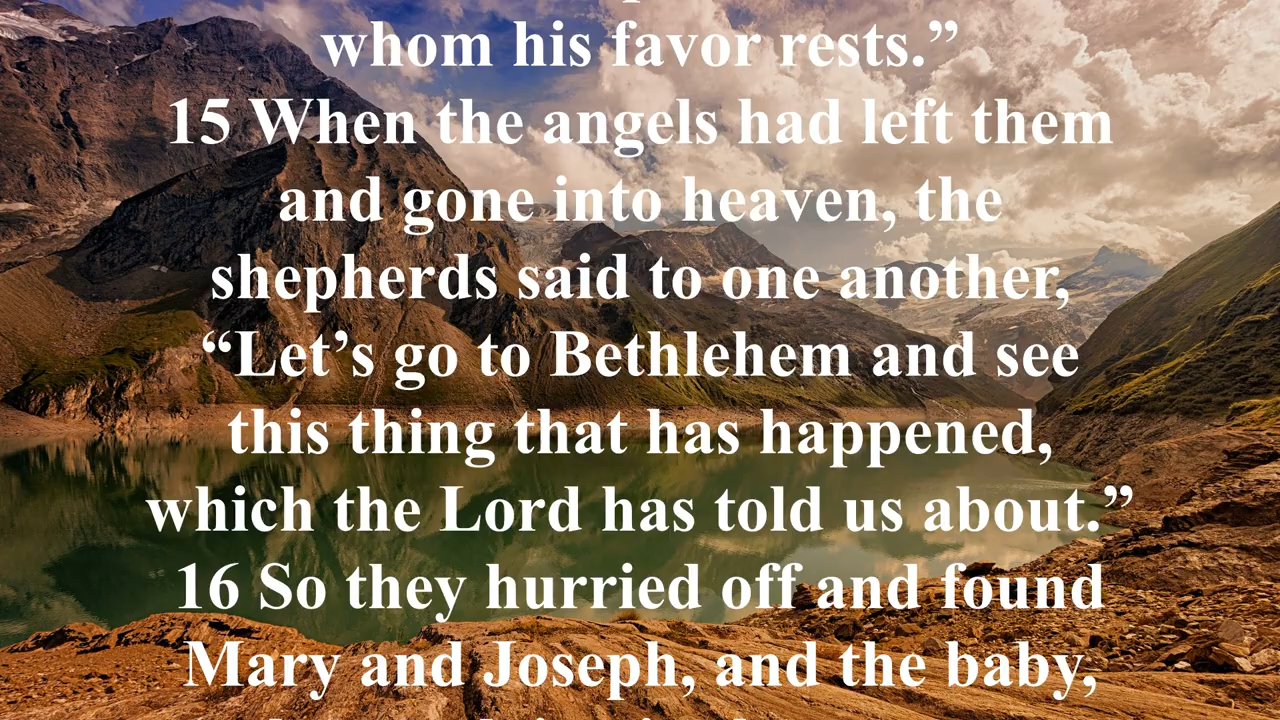 whom his favor rests.”
15 When the angels had left them
and gone into heaven, the
shepherds said to one another,
“Let’s go to Bethlehem and see
this thing that has happened,
which the Lord has told us about.”
16 So they hurried off and found
Mary and Joseph, and the baby,